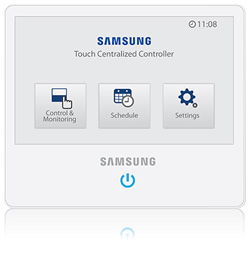 11:08
SAMSUNG
Touch Centralized Controller
Control &
Monitoring
Schedule
Settings
SAMSUNG